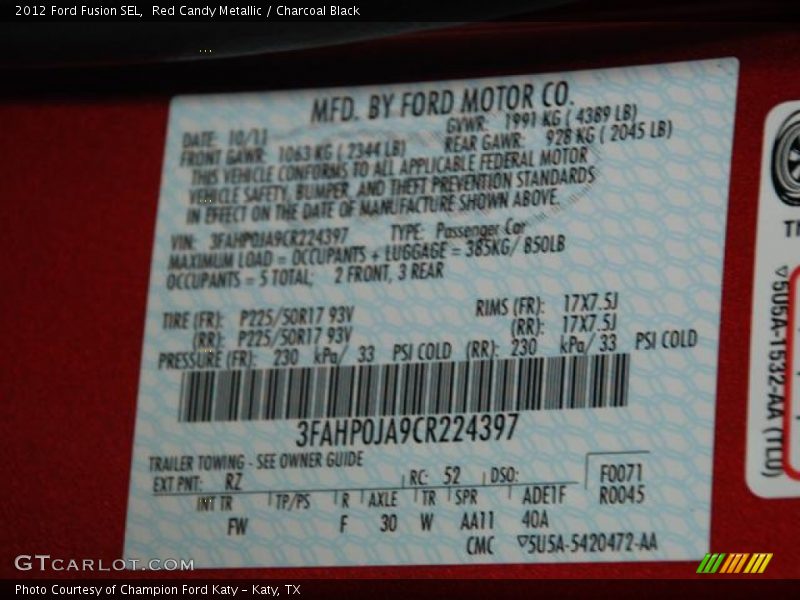 2012 Ford Fusion SEL,  Red Candy Metallic / Charcoal Black
MFD. BY FORD MOTOR CO.
DATE: 10/11 GVWR: 1991 KG ( 4389 LB)
FRONT GAWR: 1063 KG ( 2344 LB) REAR GAWR: 928 KG ( 2045 LB)
THIS VEHICLE CONFORMS TO ALL APPLICABLE FEDERAL MOTOR
VEHICLE SAFETY, BUMPER, AND THEFT PREVENTION STANDARDS
IN EFFECT ON THE DATE OF MANUFACTURE SHOWN ABOVE.
VIN: 3FAHP0JA9CR224397 TYPE: Passenger Car
MAXIMUM LOAD = OCCUPANTS + LUGGAGE = 385KG/ 850LB
OCCUPANTS = 5 TOTAL; 2 FRONT, 3 REAR
TIRE (FR): P225/50R17 93V RIMS (FR): 17X7.5J
(RR): P225/50R17 93V (RR): 17X7.5J
PRESSURE (FR): 230 kPa/ 33 PSI COLD (RR): 230 kPa/ 33 PSI COLD
3FAHP0JA9CR224397
TRAILER TOWING - SEE OWNER GUIDE
EXT PNT: RZ RC: 52 DSO: F0071
INT TR TP/PS R AXLE TR SPR ADE1F R0045
FW F 30 W AA11 40A
CMC ▽5U5A-5420472-AA
▽5U5A-1532-AA (TLO)
GTCARLOT.COM
Photo Courtesy of Champion Ford Katy – Katy, TX